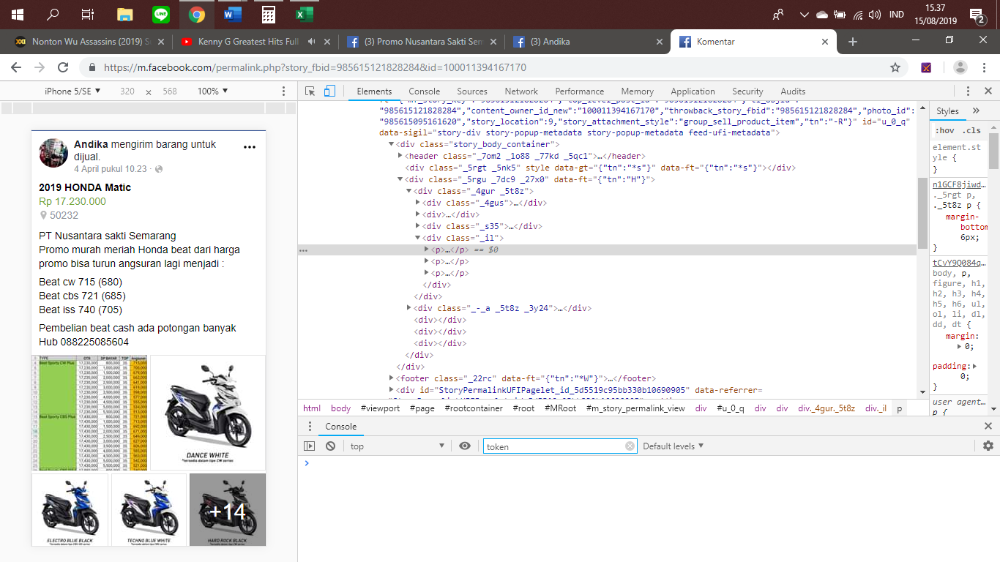 15.37
IND
15/08/2019
2
Nonton Wu Assassins (2019) S
Kenny G Greatest Hits Full
(3) Promo Nusantara Sakti Sem
(3) Andika
Komentar
https://m.facebook.com/permalink.php?story_fbid=985615121828284&id=100011394167170
iPhone 5/SE ▼ 320 x 568 100% ▼
Elements Console Sources Network Performance Memory Application Security Audits
Andika mengirim barang untuk
dijual.
4 April pukul 10.23 ·
2019 HONDA Matic
Rp 17.230.000
50232
PT Nusantara sakti Semarang
Promo murah meriah Honda beat dari harga
promo bisa turun angsuran lagi menjadi :
Beat cw 715 (680)
Beat cbs 721 (685)
Beat iss 740 (705)
Pembelian beat cash ada potongan banyak
Hub 088225085604
DANCE WHITE
*tersedia dalam tipe CW series
ELECTRO BLUE BLACK
TECHNO BLUE WHITE
HARD ROCK BLACK
+14
"985615121828284","content_owner_id_new":"100011394167170","throwback_story_fbid":"985615121828284","photo_id":
"985615095161620","story_location":9,"story_attachment_style":"group_sell_product_item","tn":"-R"}" id="u_0_q"
data-sigil="story-div story-popup-metadata story-popup-metadata feed-ufi-metadata">
<div class="story_body_container">
<header class="_7om2 _1o88 _77kd _5qc1">…</header>
<div class="_5rgt _5nk5" style data-gt="{"tn":"*s"}" data-ft="{"tn":"*s"}"></div>
<div class="_5rgu _7dc9 _27x0" data-ft="{"tn":"H"}">
<div class="_4gur _5t8z">
<div class="_4gus">…</div>
<div>…</div>
<div class="_s35">…</div>
<div class="_il">
<p>…</p> == $0
<p>…</p>
<p>…</p>
</div>
</div>
<div class="_-_a _5t8z _3y24">…</div>
<div></div>
<div></div>
<div></div>
</div>
</div>
<footer class="_22rc" data-ft="{"tn":"*W"}">…</footer>
<div id="StoryPermalinkUFIPagelet_id_5d5519c95bb330b10690905" data-referrer=
html body #viewport #page #rootcontainer #root #MRoot #m_story_permalink_view div #u_0_q div div div._4gur._5t8z div._il p
Styles »
:hov .cls
element.st
yle {
}
n1GCF8jiwd…
._5rgt p,
._5t8z p {
margin-
bottom
6px;
}
tCvY9Q084q…
body, p,
figure, h1,
h2, h3, h4,
h5, h6, ul,
ol, li, dl,
dd, dt {
margin:
0;
padding:
0;
}
user agent…
p {
Console
top ▼
token
Default levels ▼